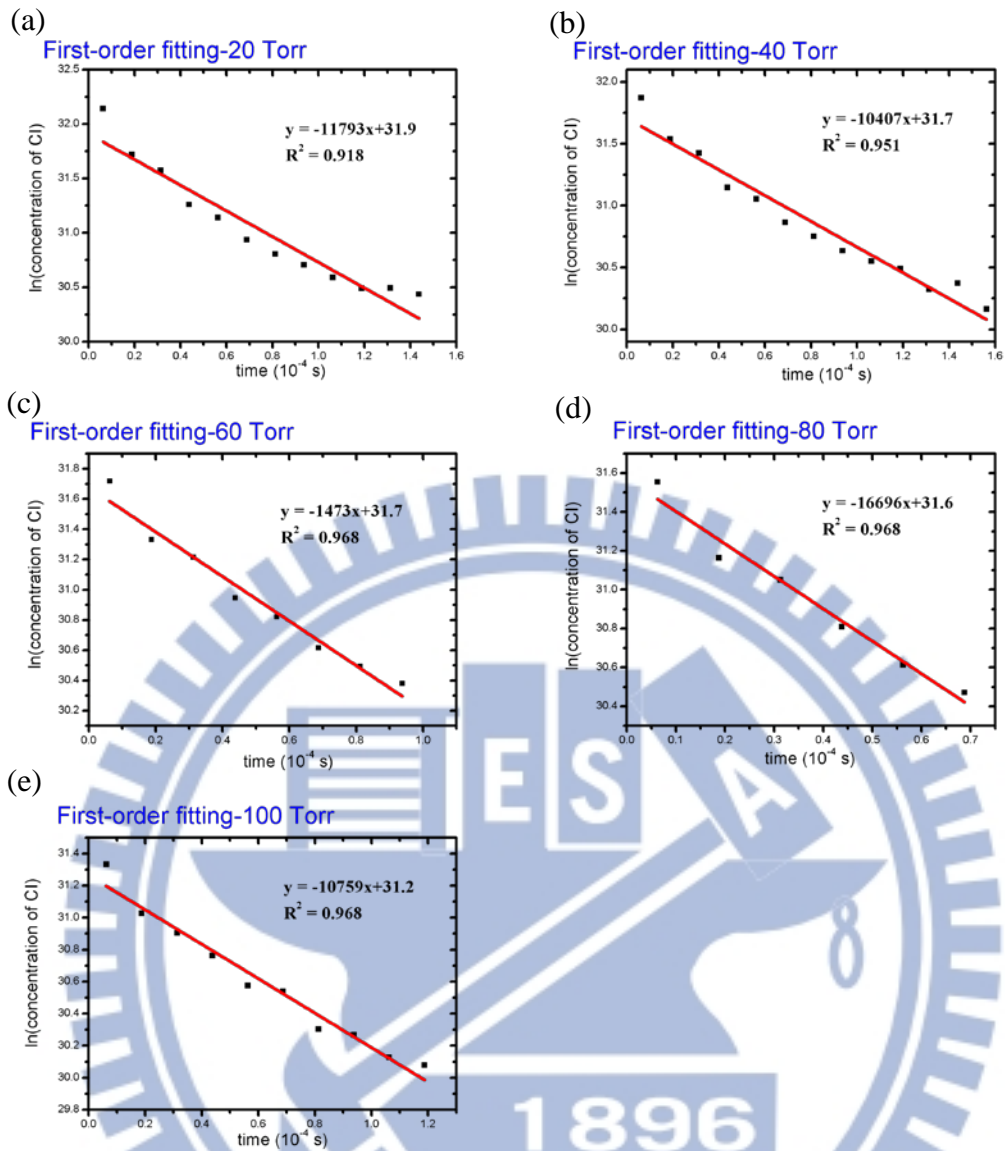 (a)
First-order fitting-20 Torr
y = -11793x+31.9
R² = 0.918
ln(concentration of CI)
32.5
32.0
31.5
31.0
30.5
30.0
0.0 0.2 0.4 0.6 0.8 1.0 1.2 1.4 1.6
time (10⁻⁴ s)
(b)
First-order fitting-40 Torr
y = -10407x+31.7
R² = 0.951
ln(concentration of CI)
32.0
31.5
31.0
30.5
30.0
0.0 0.2 0.4 0.6 0.8 1.0 1.2 1.4 1.6
time (10⁻⁴ s)
(c)
First-order fitting-60 Torr
y = -1473x+31.7
R² = 0.968
ln(concentration of CI)
31.8
31.6
31.4
31.2
31.0
30.8
30.6
30.4
30.2
0.0 0.2 0.4 0.6 0.8 1.0
time (10⁻⁴ s)
(d)
First-order fitting-80 Torr
y = -16696x+31.6
R² = 0.968
ln(concentration of CI)
31.6
31.4
31.2
31.0
30.8
30.6
30.4
0.0 0.1 0.2 0.3 0.4 0.5 0.6 0.7
time (10⁻⁴ s)
(e)
First-order fitting-100 Torr
y = -10759x+31.2
R² = 0.968
ln(concentration of CI)
31.4
31.2
31.0
30.8
30.6
30.4
30.2
30.0
29.8
0.0 0.2 0.4 0.6 0.8 1.0 1.2
time (10⁻⁴ s)
E S A
8
1896